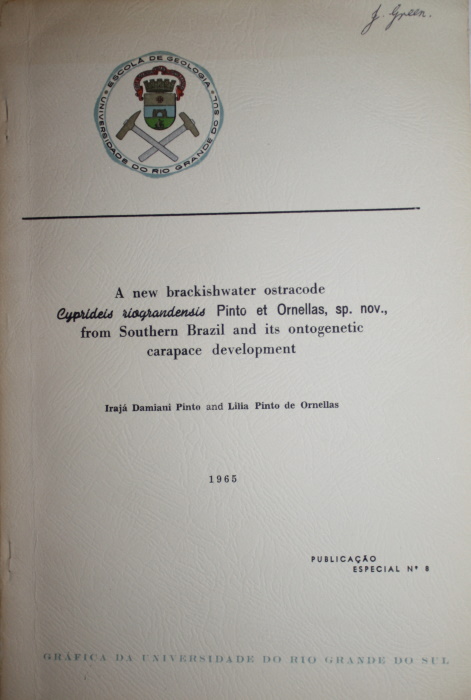 J. Green.
ESCOLA DE GEOLOGIA
UNIVERSIDADE DO RIO GRANDE DO SUL
A new brackishwater ostracode
Cyprideis riograndensis Pinto et Ornellas, sp. nov.,
from Southern Brazil and its ontogenetic
carapace development
Irajá Damiani Pinto and Lilia Pinto de Ornellas
1965
PUBLICAÇÃO
ESPECIAL Nº 8
GRÁFICA DA UNIVERSIDADE DO RIO GRANDE DO SUL